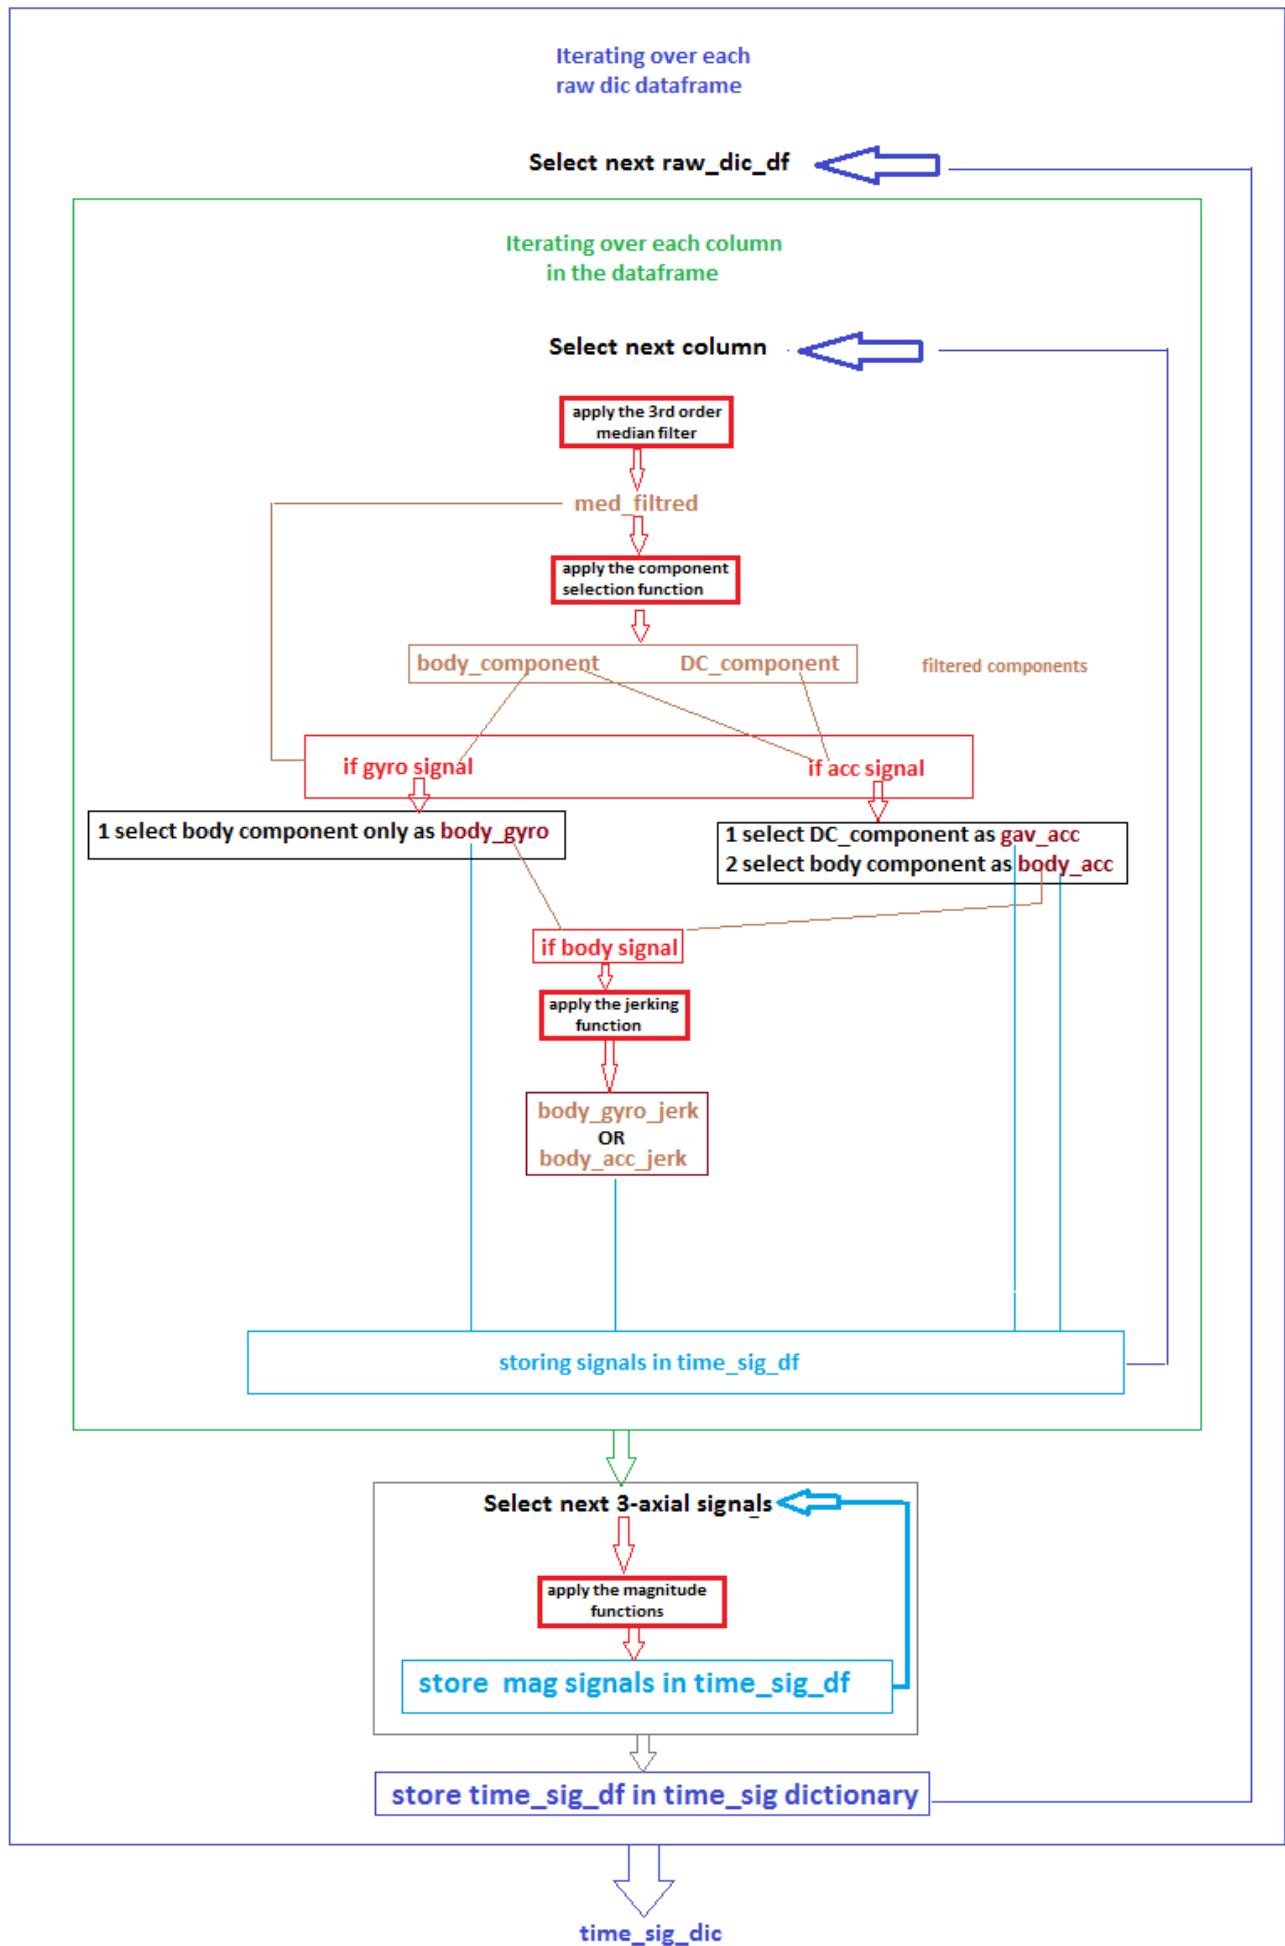 Iterating over each
raw dic dataframe
Select next raw_dic_df
Iterating over each column
in the dataframe
Select next column
apply the 3rd order
median filter
med_filtred
apply the component
selection function
body_component DC_component
filtered components
if gyro signal
if acc signal
1 select body component only as body_gyro
1 select DC_component as gav_acc
2 select body component as body_acc
if body signal
apply the jerking
function
body_gyro_jerk
OR
body_acc_jerk
storing signals in time_sig_df
Select next 3-axial signals
apply the magnitude
functions
store mag signals in time_sig_df
store time_sig_df in time_sig dictionary
time_sig_dic